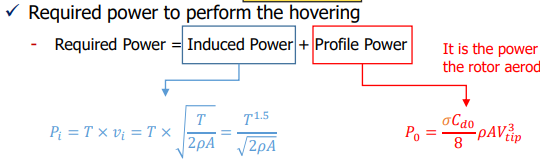 ✓ Required power to perform the hovering
- Required Power = Induced Power + Profile Power
It is the power
the rotor aerod
P_i = T × v_i = T × √(T / 2ρA) = T^1.5 / √(2ρA)
P_0 = (σC_d0 / 8) ρAV_tip^3